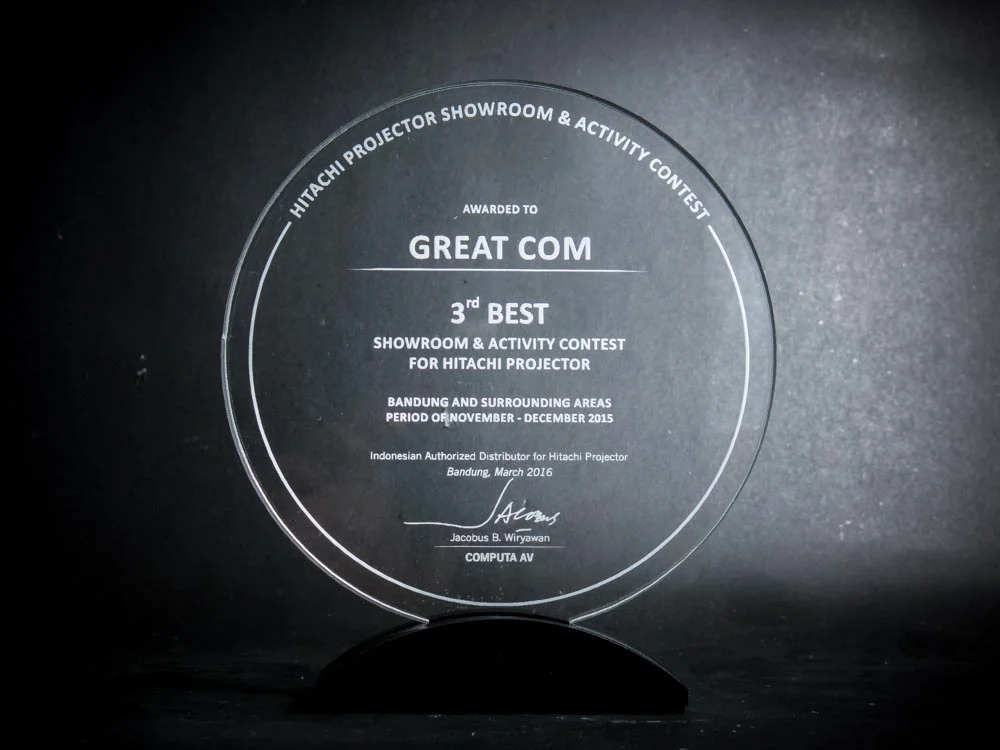 HITACHI PROJECTOR SHOWROOM & ACTIVITY CONTEST
AWARDED TO
GREAT COM
3rd BEST
SHOWROOM & ACTIVITY CONTEST
FOR HITACHI PROJECTOR
BANDUNG AND SURROUNDING AREAS
PERIOD OF NOVEMBER - DECEMBER 2015
Indonesian Authorized Distributor for Hitachi Projector
Bandung, March 2016
Jacobus
Jacobus B. Wiryawan
COMPUTA AV